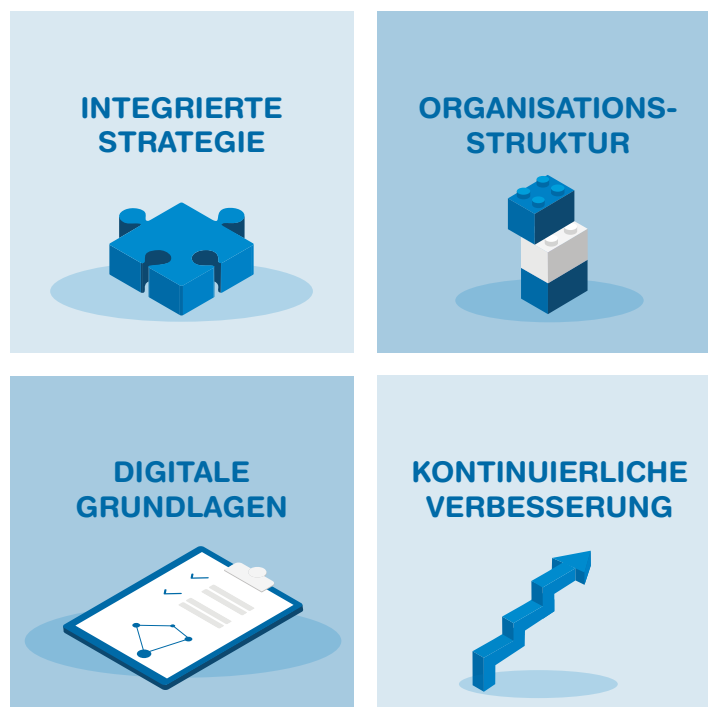 INTEGRIERTE
STRATEGIE
ORGANISATIONS-
STRUKTUR
DIGITALE
GRUNDLAGEN
KONTINUIERLICHE
VERBESSERUNG